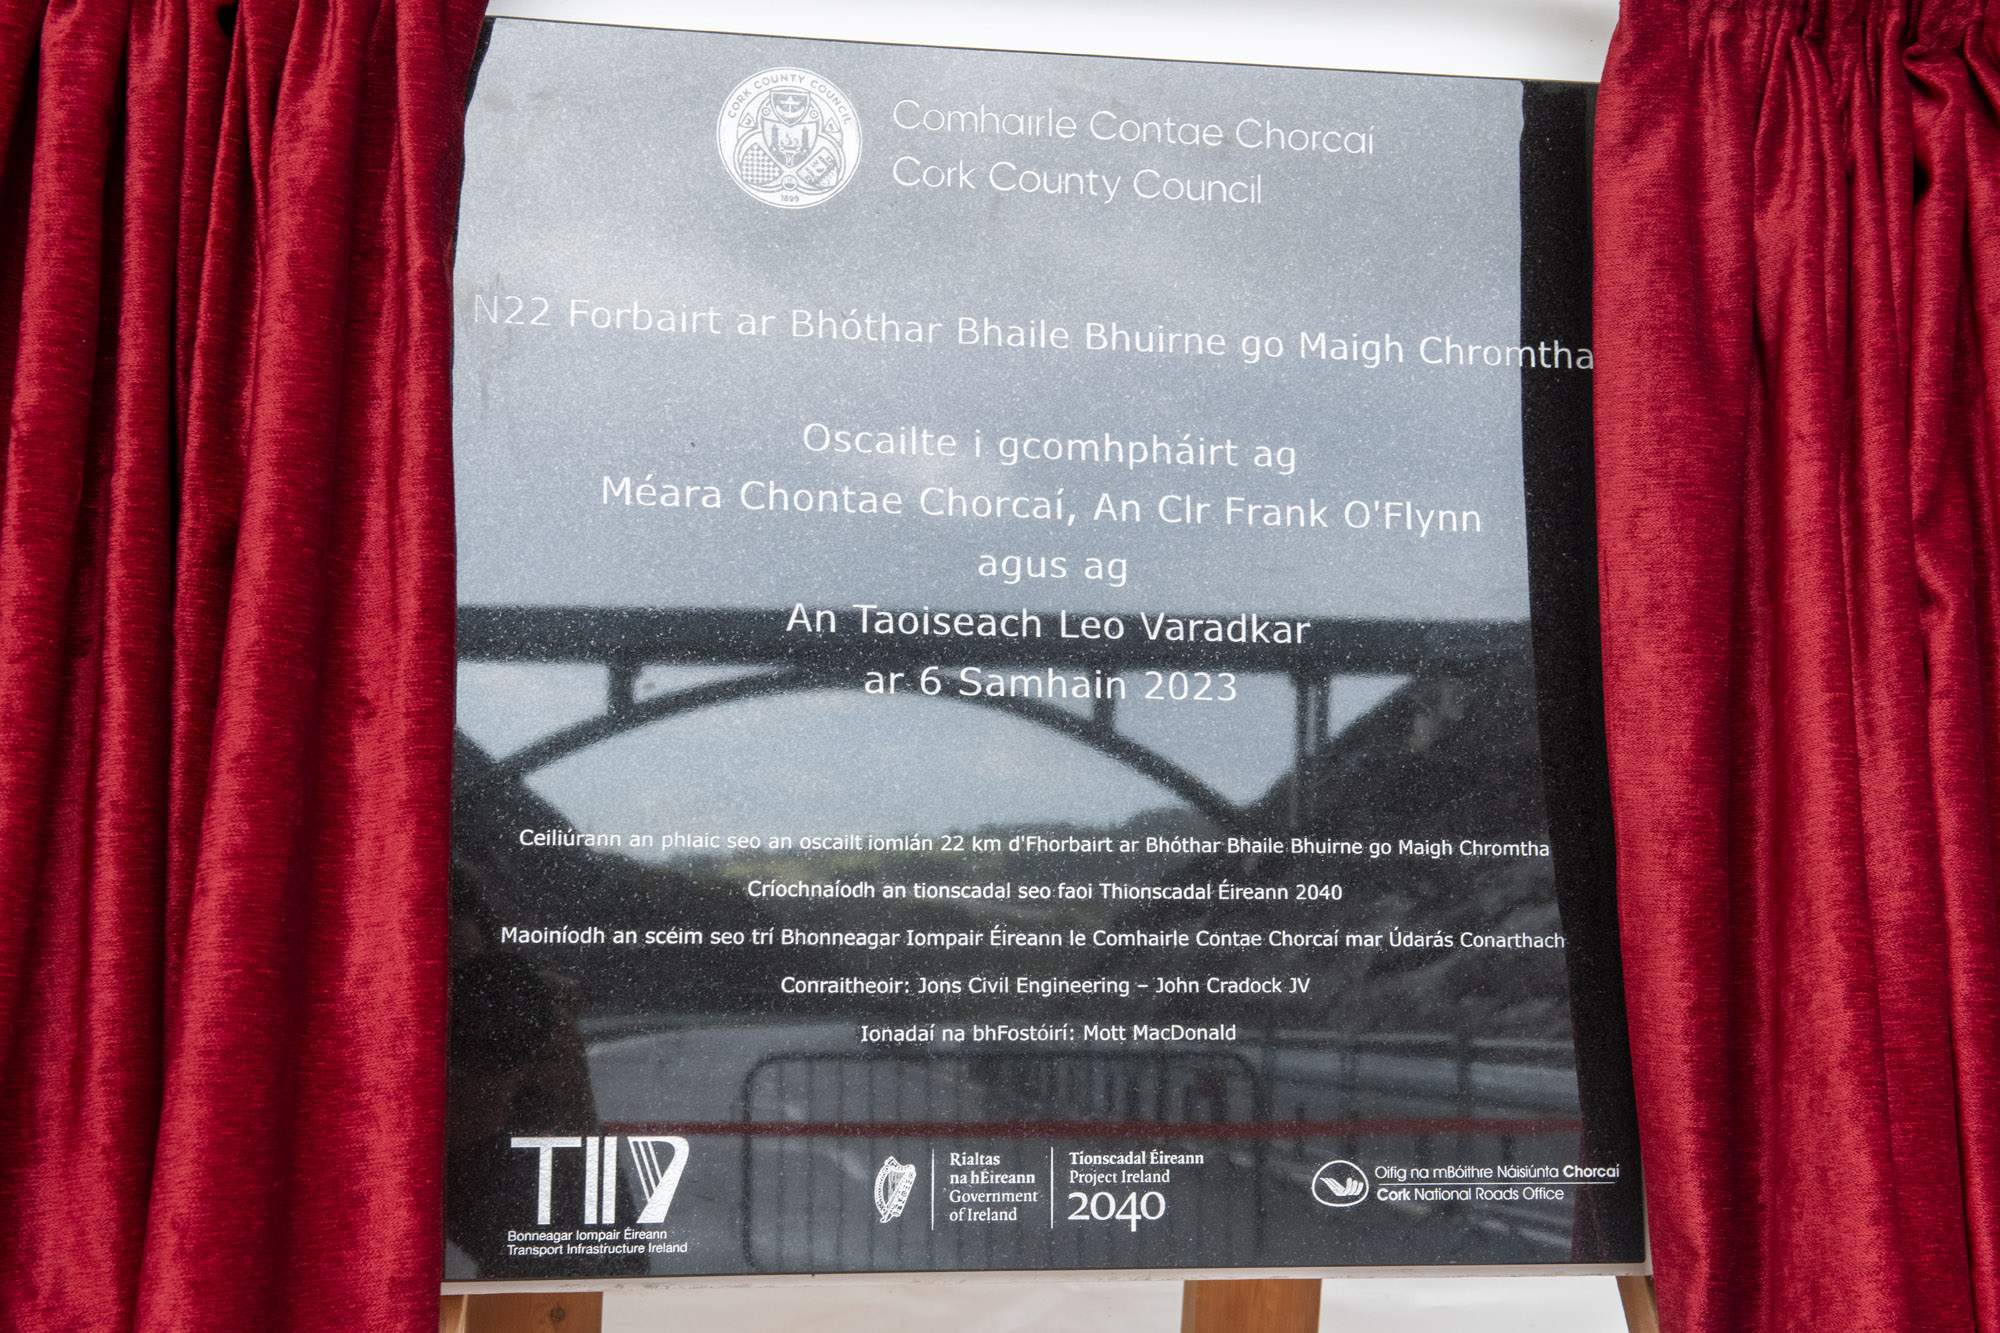 CORK COUNTY COUNCIL
1899
Comhairle Contae Chorcaí
Cork County Council
N22 Forbairt ar Bhóthar Bhaile Bhuirne go Maigh Chromtha
Oscailte i gcomhpháirt ag
Méara Chontae Chorcaí, An Clr Frank O'Flynn
agus ag
An Taoiseach Leo Varadkar
ar 6 Samhain 2023
Ceiliúrann an phlaic seo an oscailt iomlán 22 km d'Fhorbairt ar Bhóthar Bhaile Bhuirne go Maigh Chromtha
Críochnaíodh an tionscadal seo faoi Thionscadal Éireann 2040
Maoiníodh an scéim seo trí Bhonneagar Iompair Éireann le Comhairle Contae Chorcaí mar Údarás Conarthach
Conraitheoir: Jons Civil Engineering – John Cradock JV
Ionadaí na bhFostóirí: Mott MacDonald
TII
Bonneagar Iompair Éireann
Transport Infrastructure Ireland
Rialtas
na hÉireann
Government
of Ireland
Tionscadal Éireann
Project Ireland
2040
Oifig na mBóithre Náisiúnta Chorcaí
Cork National Roads Office